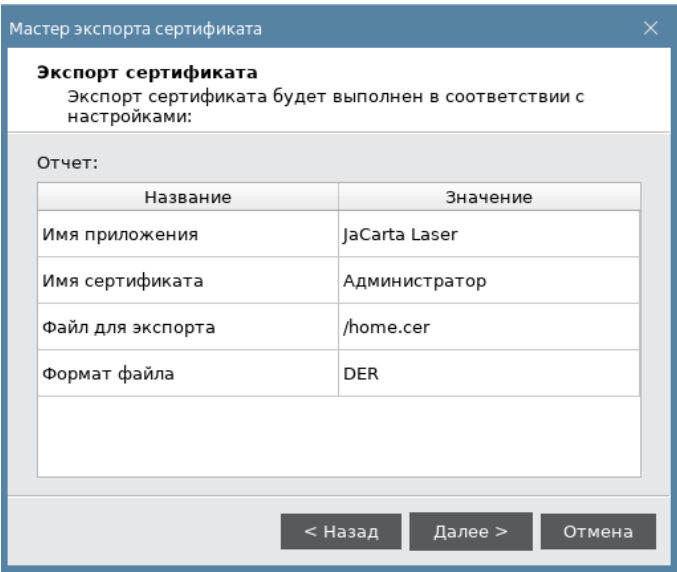 Мастер экспорта сертификата
Экспорт сертификата
Экспорт сертификата будет выполнен в соответствии с
настройками:
Отчет:
Название Значение
Имя приложения JaCarta Laser
Имя сертификата Администратор
Файл для экспорта /home.cer
Формат файла DER
< Назад Далее > Отмена